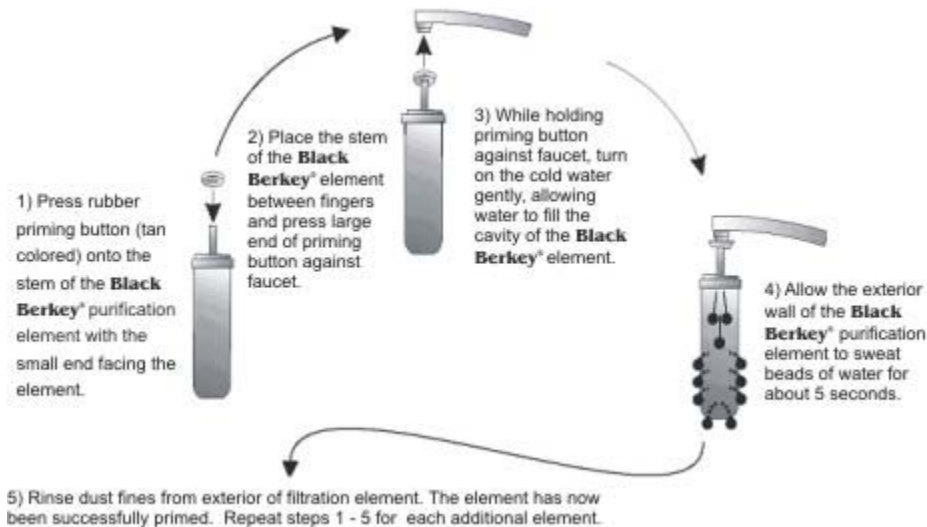 1) Press rubber
priming button (tan
colored) onto the
stem of the Black
Berkey® purification
element with the
small end facing the
element.
2) Place the stem
of the Black
Berkey® element
between fingers
and press large
end of priming
button against
faucet.
3) While holding
priming button
against faucet, turn
on the cold water
gently, allowing
water to fill the
cavity of the Black
Berkey® element.
4) Allow the exterior
wall of the Black
Berkey® purification
element to sweat
beads of water for
about 5 seconds.
5) Rinse dust fines from exterior of filtration element. The element has now
been successfully primed. Repeat steps 1 - 5 for each additional element.